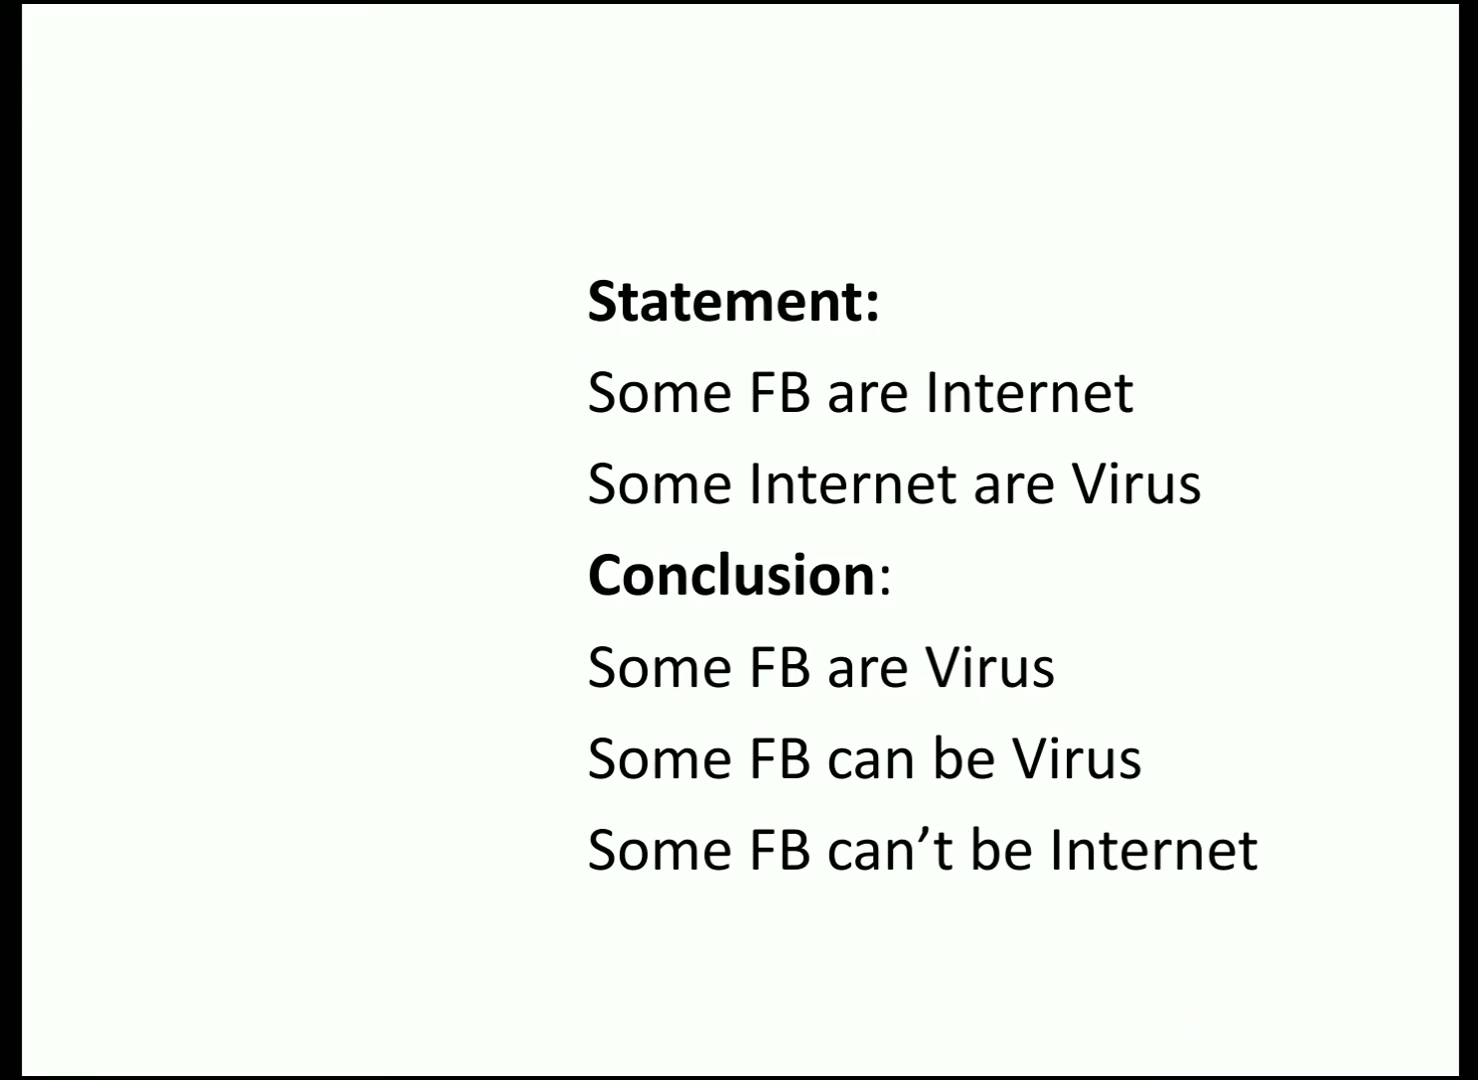 Statement:
Some FB are Internet
Some Internet are Virus
Conclusion:
Some FB are Virus
Some FB can be Virus
Some FB can’t be Internet